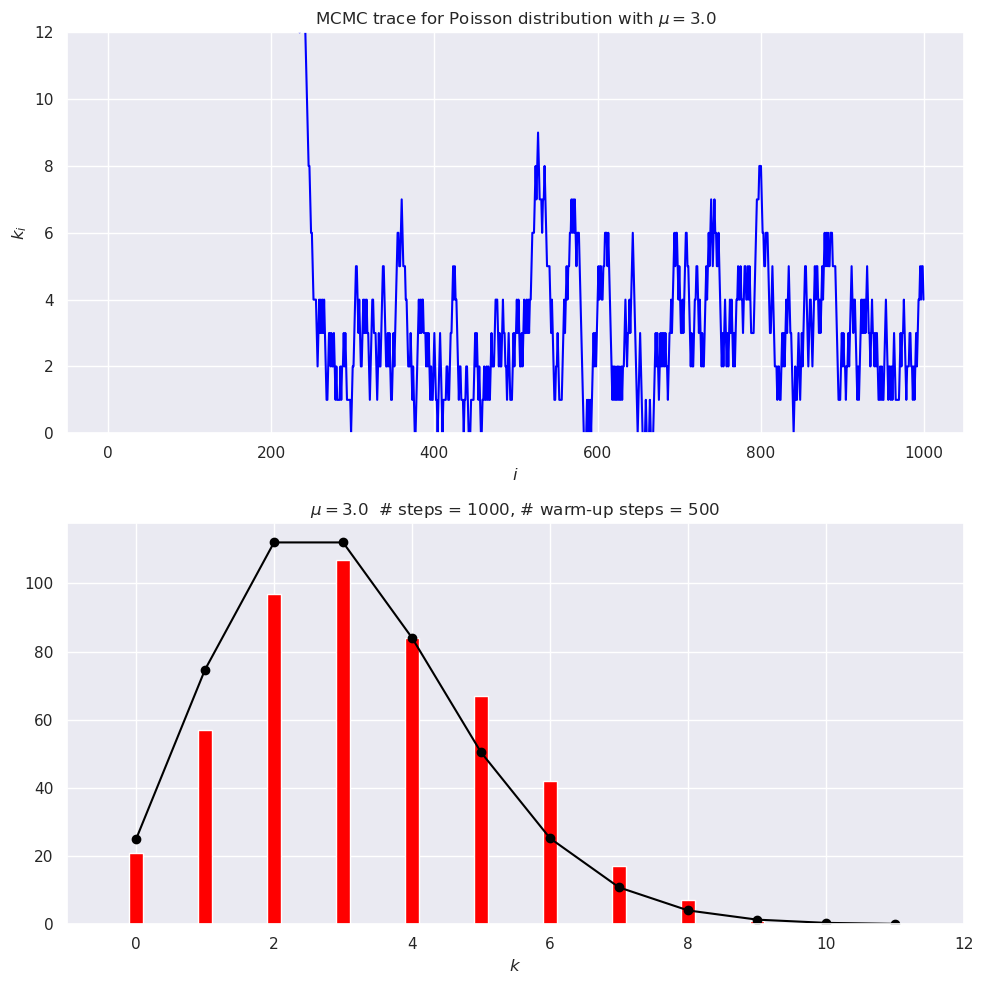 MCMC trace for Poisson distribution with μ = 3.0
12
10
8
6
4
2
0
k_i
0 200 400 600 800 1000
i
μ = 3.0 # steps = 1000, # warm-up steps = 500
100
80
60
40
20
0
0 2 4 6 8 10 12
k